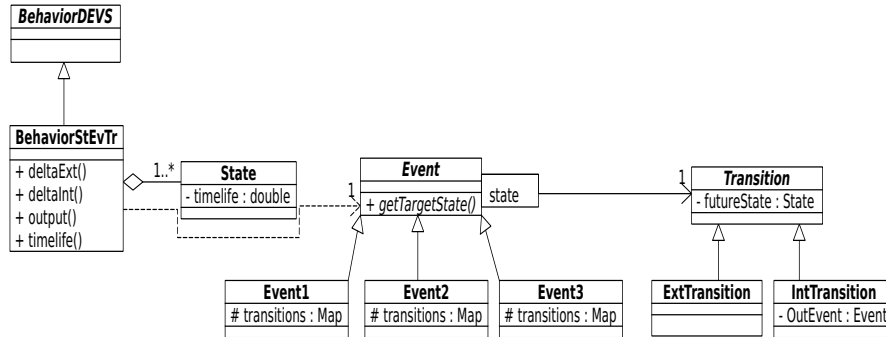 BehaviorDEVS
BehaviorStEvTr
+ deltaExt()
+ deltaInt()
+ output()
+ timelife()
1..*
State
- timelife : double
1
Event
+ getTargetState()
state
1
Transition
- futureState : State
Event1
# transitions : Map
Event2
# transitions : Map
Event3
# transitions : Map
ExtTransition
IntTransition
- OutEvent : Event